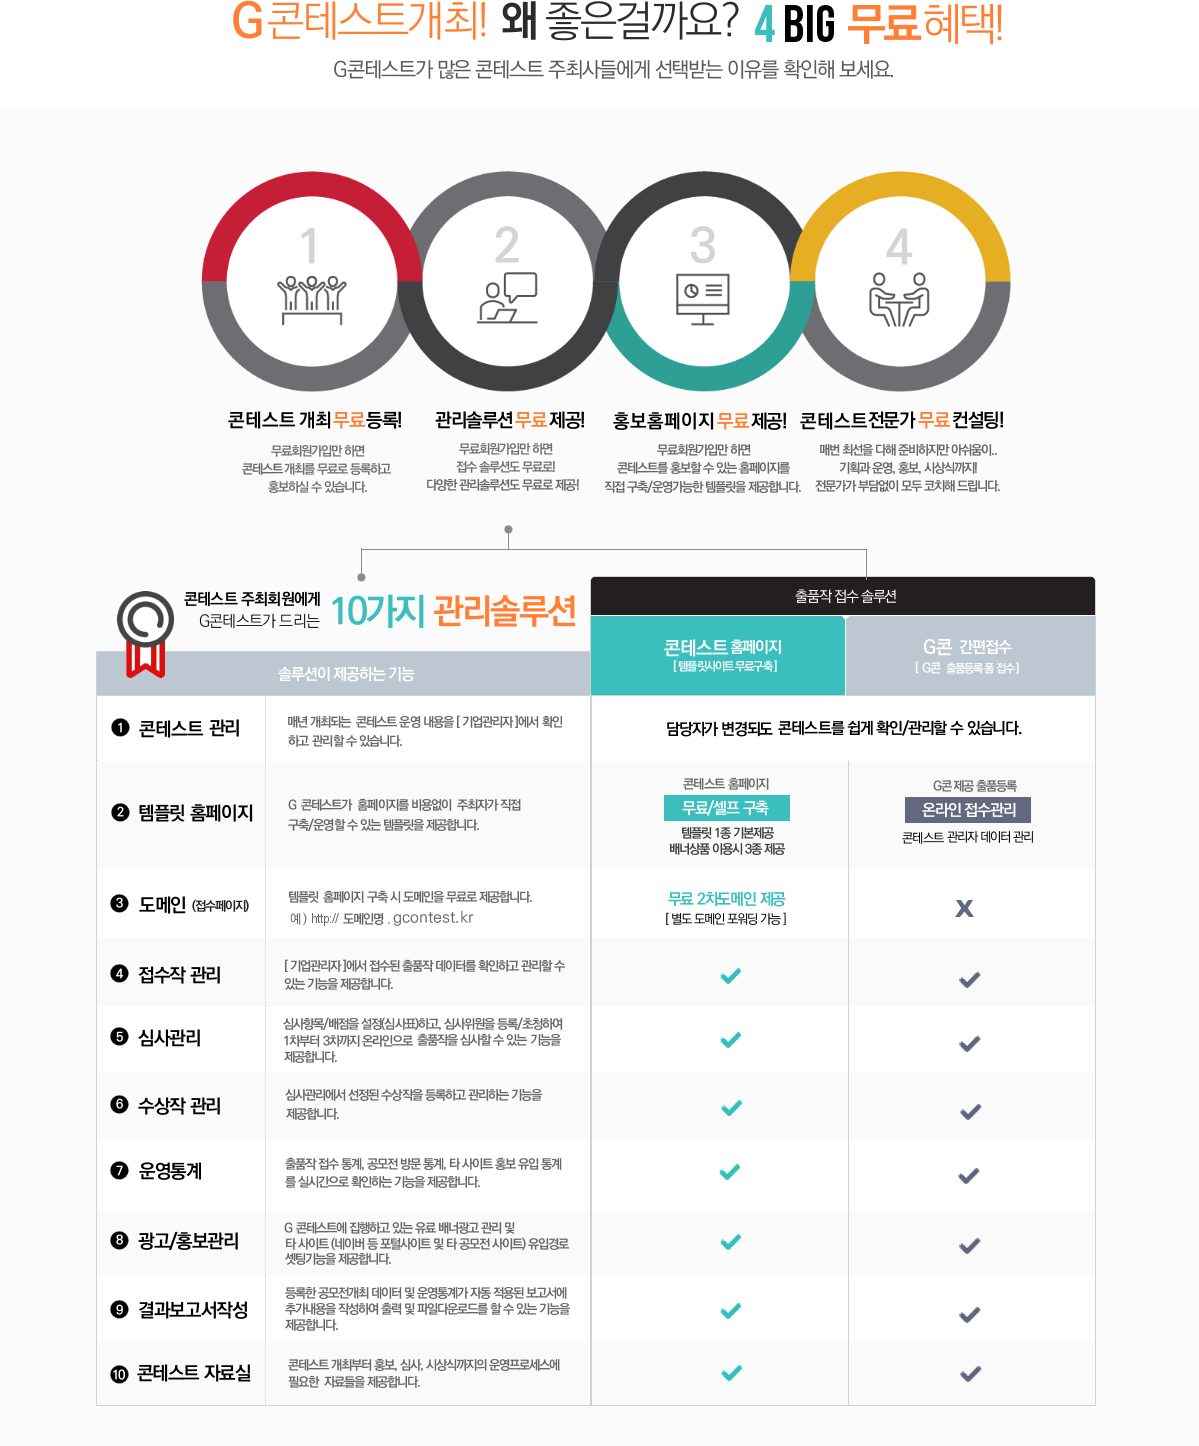 G콘테스트개최! 왜 좋은걸까요? 4 BIG 무료혜택!
G콘테스트가 많은 콘테스트 주최사들에게 선택받는 이유를 확인해 보세요.
1
2
3
4
콘테스트 개최 무료등록!
무료회원가입만 하면
콘테스트 개최를 무료로 등록하고
홍보하실 수 있습니다.
관리솔루션 무료 제공!
무료회원가입만 하면
접수 솔루션도 무료로!
다양한 관리솔루션도 무료로 제공!
홍보홈페이지 무료 제공!
무료회원가입만 하면
콘테스트를 홍보할 수 있는 홈페이지를
직접 구축/운영가능한 템플릿을 제공합니다.
콘테스트전문가 무료 컨설팅!
매번 최선을 다해 준비하지만 아쉬움이..
기획과 운영, 홍보, 시상식까지!
전문가가 부담없이 모두 코치해 드립니다.
콘테스트 주최회원에게
G콘테스트가 드리는
10가지 관리솔루션
출품작 접수 솔루션
솔루션이 제공하는 기능
콘테스트 홈페이지
[ 템플릿사이트 무료구축 ]
G콘 간편접수
[ G콘 출품등록 폼 접수 ]
1 콘테스트 관리
매년 개최되는 콘테스트 운영 내용을 [ 기업관리자 ]에서 확인
하고 관리할 수 있습니다.
담당자가 변경되도 콘테스트를 쉽게 확인/관리할 수 있습니다.
2 템플릿 홈페이지
G 콘테스트가 홈페이지를 비용없이 주최자가 직접
구축/운영할 수 있는 템플릿을 제공합니다.
콘테스트 홈페이지
무료/셀프 구축
템플릿 1종 기본제공
배너상품 이용시 3종 제공
G콘 제공 출품등록
온라인 접수관리
콘테스트 관리자 데이터 관리
3 도메인 (접수페이지)
템플릿 홈페이지 구축 시 도메인을 무료로 제공합니다.
예 ) http:// 도메인명 . gcontest.kr
무료 2차도메인 제공
[ 별도 도메인 포워딩 가능 ]
X
4 접수작 관리
[ 기업관리자 ]에서 접수된 출품작 데이터를 확인하고 관리할 수
있는 기능을 제공합니다.
5 심사관리
심사항목/배점을 설정(심사표)하고, 심사위원을 등록/초청하여
1차부터 3차까지 온라인으로 출품작을 심사할 수 있는 기능을
제공합니다.
6 수상작 관리
심사관리에서 선정된 수상작을 등록하고 관리하는 기능을
제공합니다.
7 운영통계
출품작 접수 통계, 공모전 방문 통계, 타 사이트 홍보 유입 통계
를 실시간으로 확인하는 기능을 제공합니다.
8 광고/홍보관리
G 콘테스트에 집행하고 있는 유료 배너광고 관리 및
타 사이트 (네이버 등 포털사이트 및 타 공모전 사이트) 유입경로
셋팅기능을 제공합니다.
9 결과보고서작성
등록한 공모전개최 데이터 및 운영통계가 자동 적용된 보고서에
추가내용을 작성하여 출력 및 파일다운로드를 할 수 있는 기능을
제공합니다.
10 콘테스트 자료실
콘테스트 개최부터 홍보, 심사, 시상식까지의 운영프로세스에
필요한 자료들을 제공합니다.